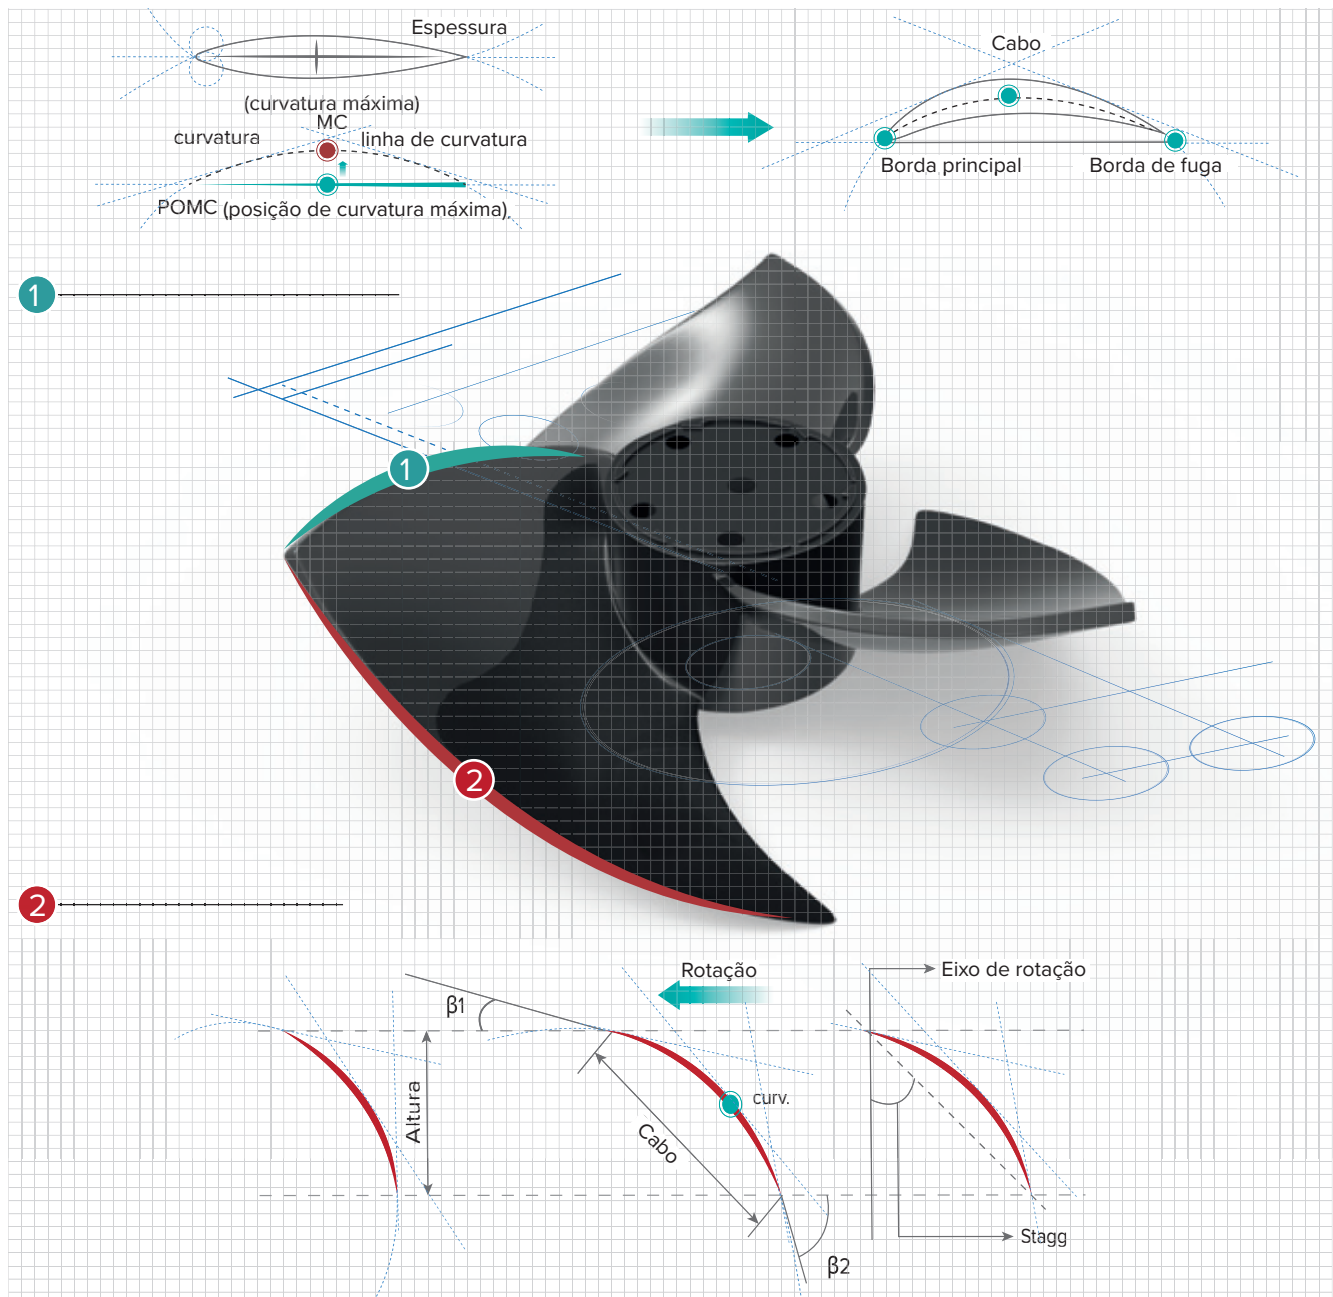 Espessura
(curvatura máxima)
MC
curvatura
linha de curvatura
POMC (posição de curvatura máxima)
Cabo
Borda principal
Borda de fuga
1
1
2
2
Rotação
Eixo de rotação
β1
Altura
curv.
Cabo
Stagg
β2